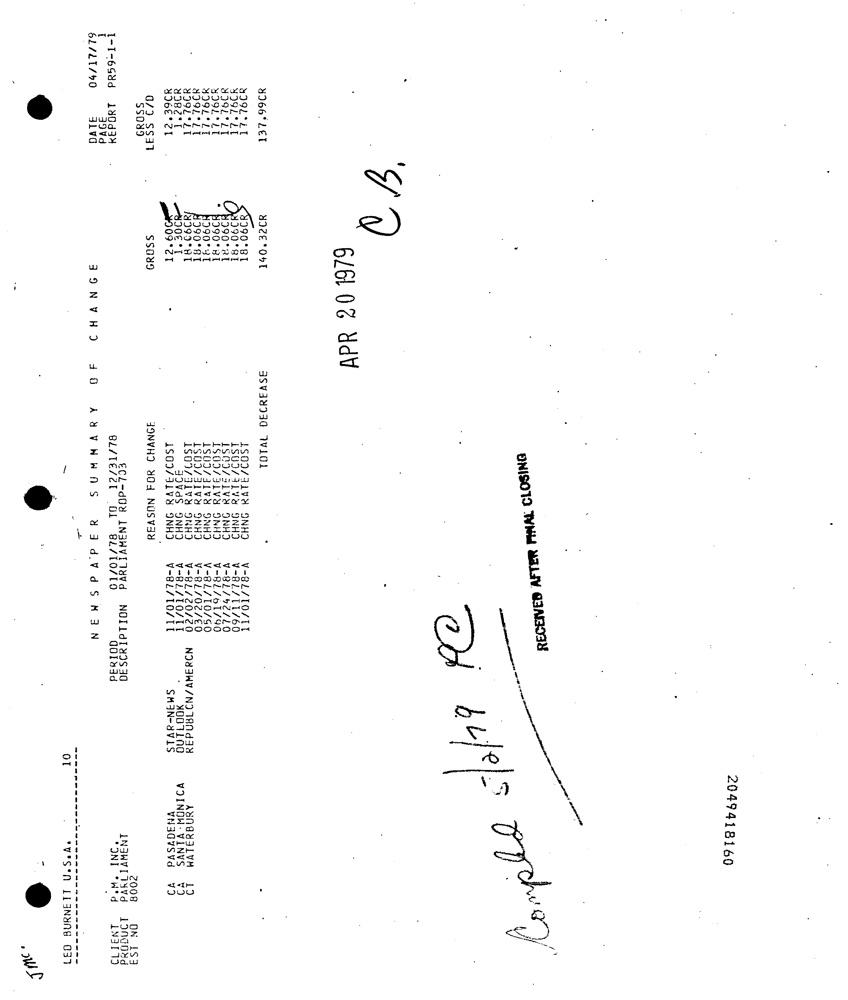 JMC.
LEO BURNETT U.S.A. 10
NEWSPAPER SUMMARY OF CHANGE
DATE 04/17/79
PAGE 1
REPORT PR59-1-1
CLIENT P.M. INC.
PRODUCT PARLIAMENT
EST NO 8002
PERIOD 01/01/78 TO 12/31/78
DESCRIPTION PARLIAMENT ROP-703
REASON FOR CHANGE GROSS GROSS LESS C/D
CA PASADENA STAR-NEWS 11/01/78-A CHNG RATE/COST 12.60CR 12.39CR
CA SANTA MONICA OUTLOOK 11/01/78-A CHNG SPACE 1.30CR 1.28CR
CT WATERBURY REPUBLCN/AMERCN 02/02/78-A CHNG RATE/COST 18.06CR 17.76CR
03/20/78-A CHNG RATE/COST 18.06CR 17.76CR
05/01/78-A CHNG RATE/COST 18.06CR 17.76CR
06/19/78-A CHNG RATE/COST 18.06CR 17.76CR
07/24/78-A CHNG RATE/COST 18.06CR 17.76CR
09/11/78-A CHNG RATE/COST 18.06CR 17.76CR
11/01/78-A CHNG RATE/COST 18.06CR 17.76CR
TOTAL DECREASE 140.32CR 137.99CR
APR 20 1979
C.B.
5/2/79
RECEIVED AFTER FINAL CLOSING
2049418160